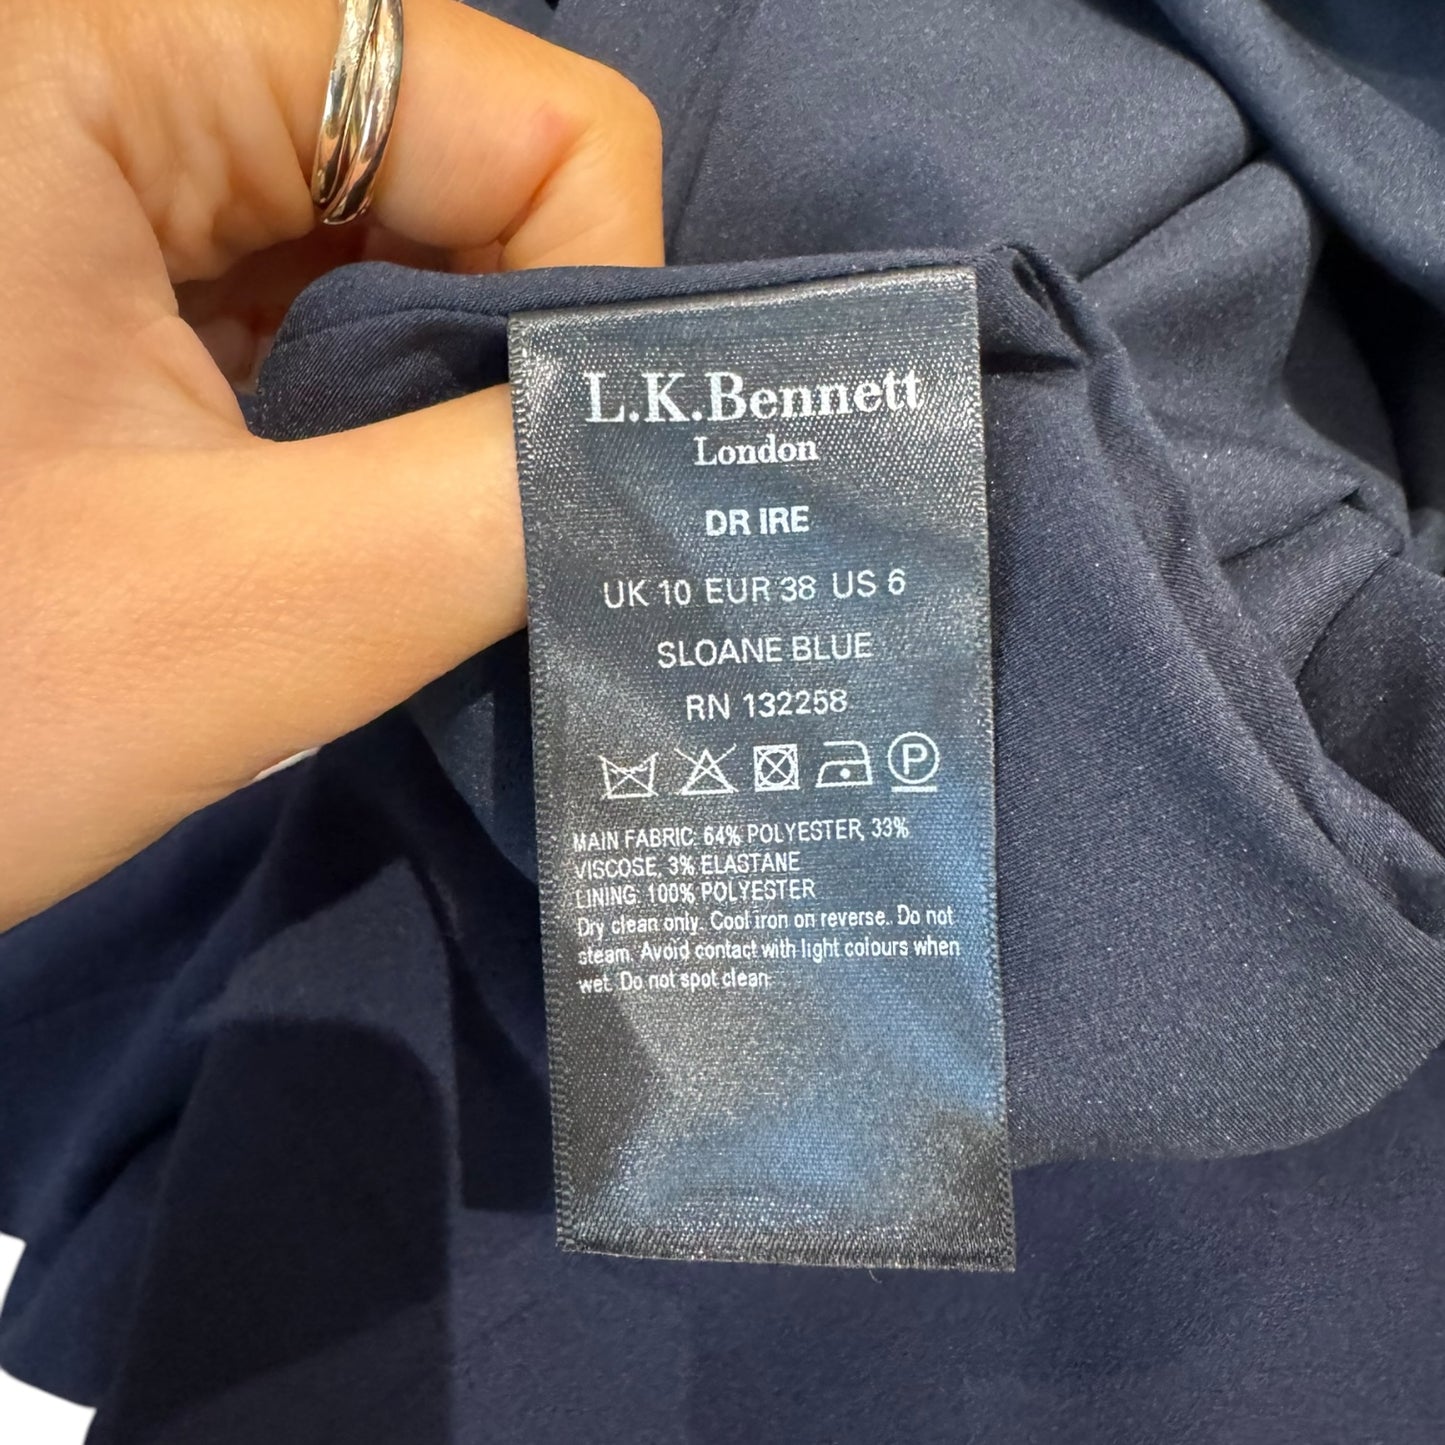 L.K.Bennett
London
DR IRE
UK 10 EUR 38 US 6
SLOANE BLUE
RN 132258
P
MAIN FABRIC: 64% POLYESTER, 33%
VISCOSE, 3% ELASTANE
LINING: 100% POLYESTER
Dry clean only. Cool iron on reverse. Do not
steam. Avoid contact with light colours when
wet. Do not spot clean.